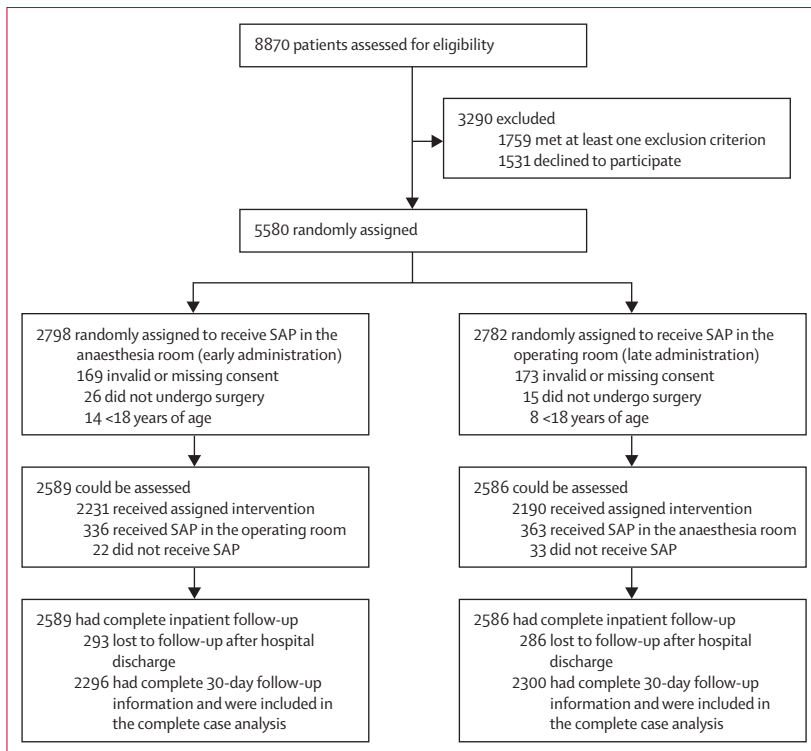 8870 patients assessed for eligibility
3290 excluded
1759 met at least one exclusion criterion
1531 declined to participate
5580 randomly assigned
2798 randomly assigned to receive SAP in the
anaesthesia room (early administration)
169 invalid or missing consent
26 did not undergo surgery
14 <18 years of age
2782 randomly assigned to receive SAP in the
operating room (late administration)
173 invalid or missing consent
15 did not undergo surgery
8 <18 years of age
2589 could be assessed
2231 received assigned intervention
336 received SAP in the operating room
22 did not receive SAP
2586 could be assessed
2190 received assigned intervention
363 received SAP in the anaesthesia room
33 did not receive SAP
2589 had complete inpatient follow-up
293 lost to follow-up after hospital
discharge
2296 had complete 30-day follow-up
information and were included in
the complete case analysis
2586 had complete inpatient follow-up
286 lost to follow-up after hospital
discharge
2300 had complete 30-day follow-up
information and were included in
the complete case analysis